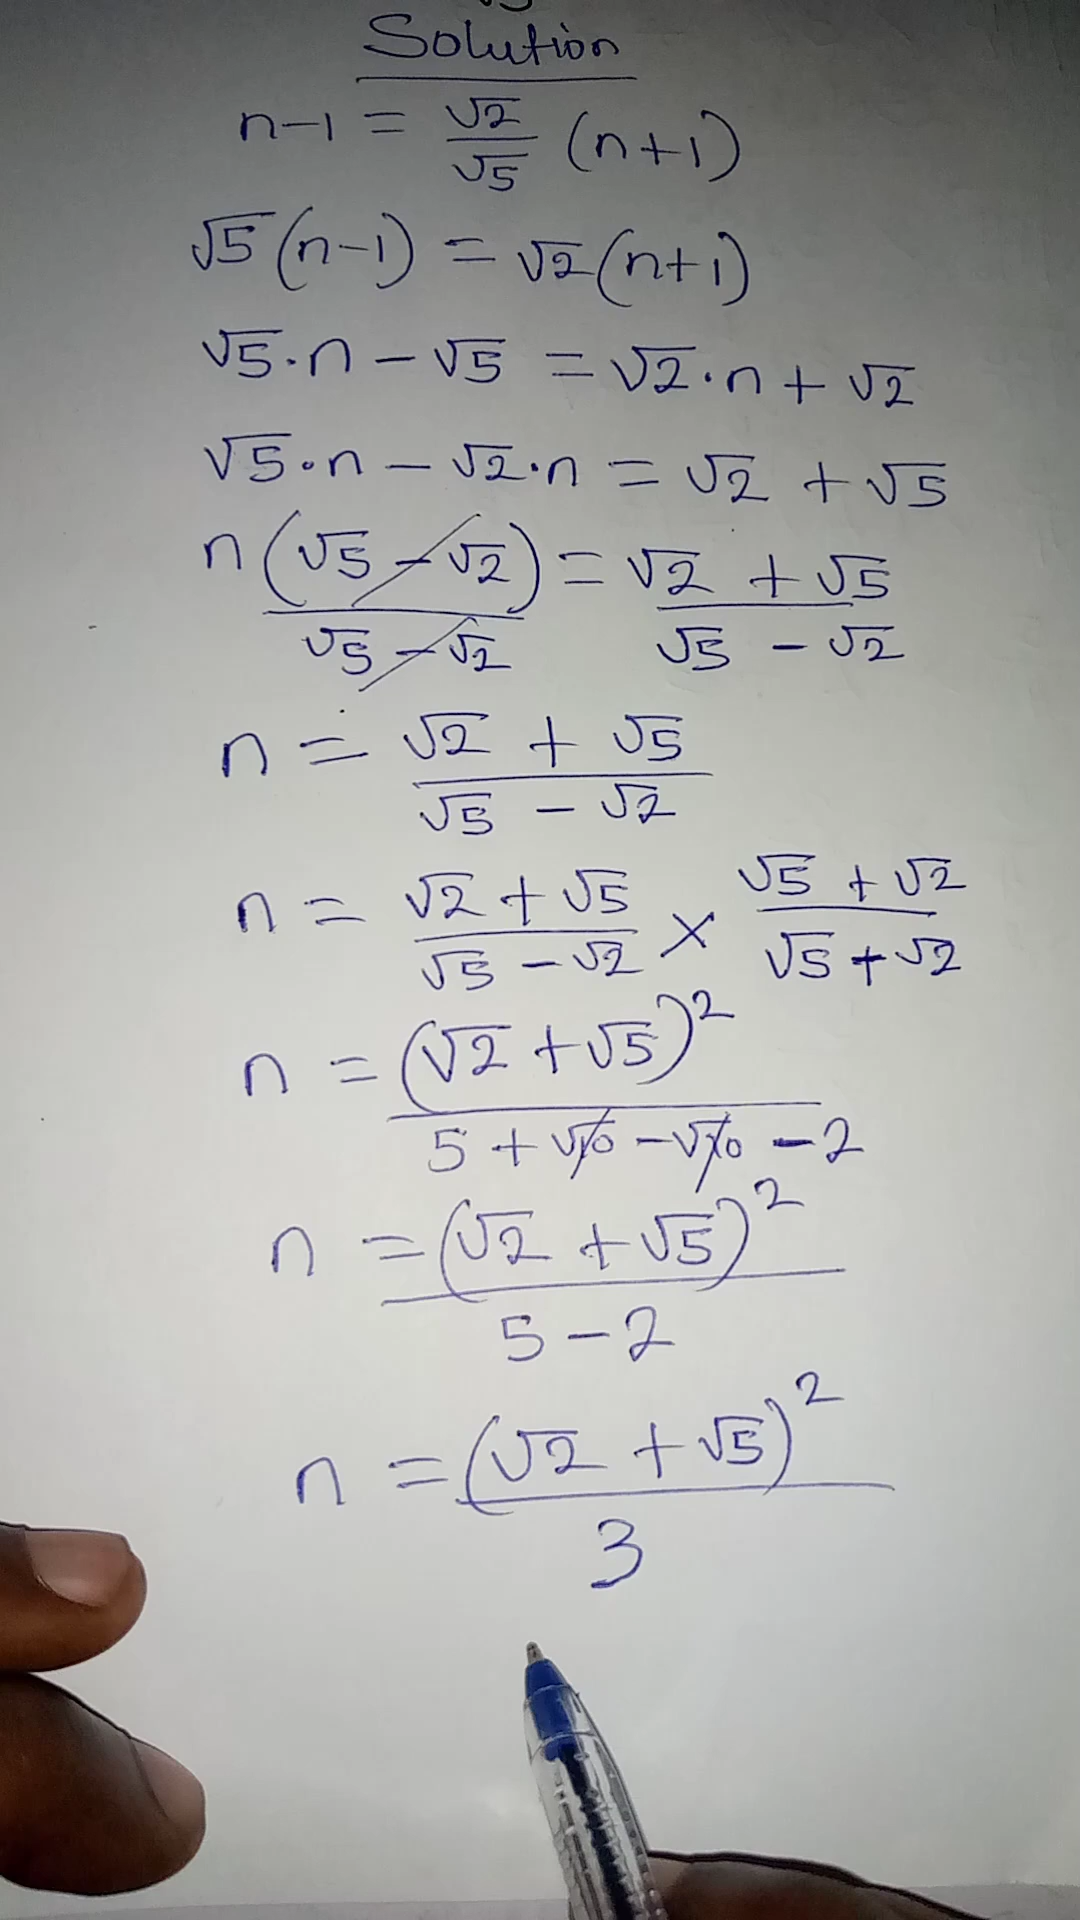 Solution
n-1 = √2/√5 (n+1)
√5(n-1) = √2(n+1)
√5·n - √5 = √2·n + √2
√5·n - √2·n = √2 + √5
n(√5 - √2)/(√5 - √2) = (√2 + √5)/(√5 - √2)
n = (√2 + √5)/(√5 - √2)
n = (√2 + √5)/(√5 - √2) × (√5 + √2)/(√5 + √2)
n = (√2 + √5)²/(5 + √10 - √10 - 2)
n = (√2 + √5)²/(5 - 2)
n = (√2 + √5)²/3